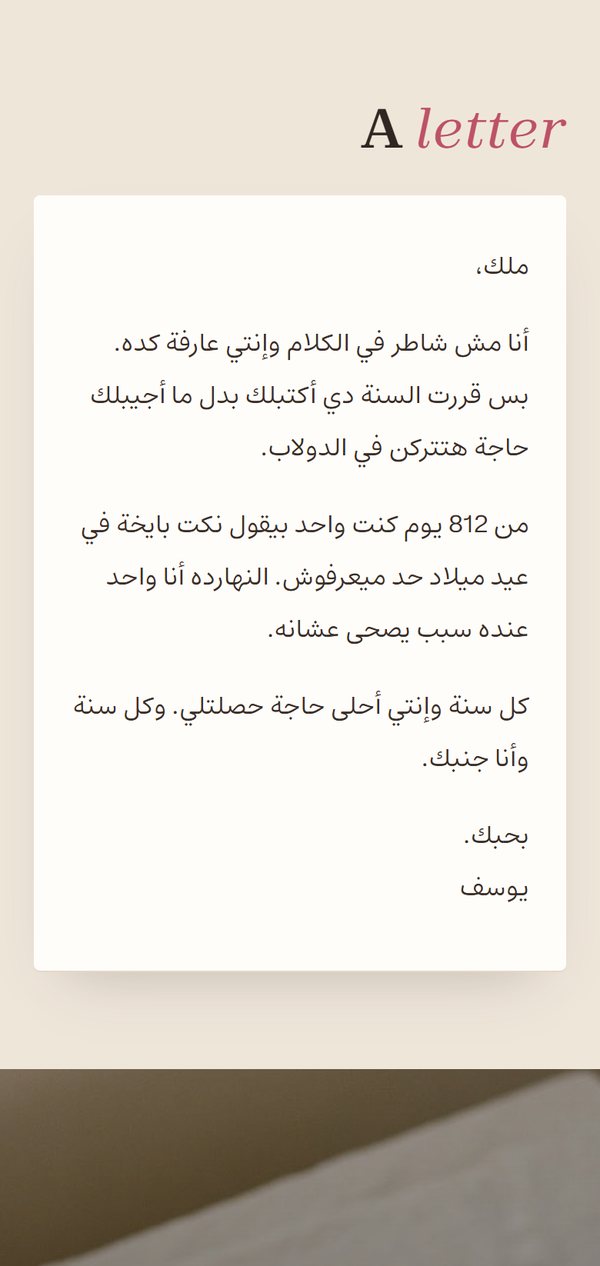 A letter
ملك،
أنا مش شاطر في الكلام وإنتي عارفة كده.
بس قررت السنة دي أكتبلك بدل ما أجيبلك
حاجة هتتركن في الدولاب.
من 812 يوم كنت واحد بيقول نكت بايخة في
عيد ميلاد حد ميعرفوش. النهارده أنا واحد
عنده سبب يصحى عشانه.
كل سنة وإنتي أحلى حاجة حصلتلي. وكل سنة
وأنا جنبك.
بحبك.
يوسف